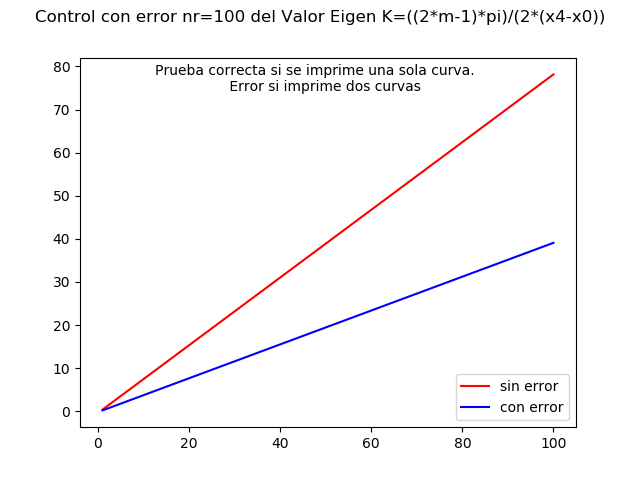 Control con error nr=100 del Valor Eigen K=((2*m-1)*pi)/(2*(x4-x0))
Prueba correcta si se imprime una sola curva.
Error si imprime dos curvas
80
70
60
50
40
30
20
10
0
sin error
con error
0 20 40 60 80 100